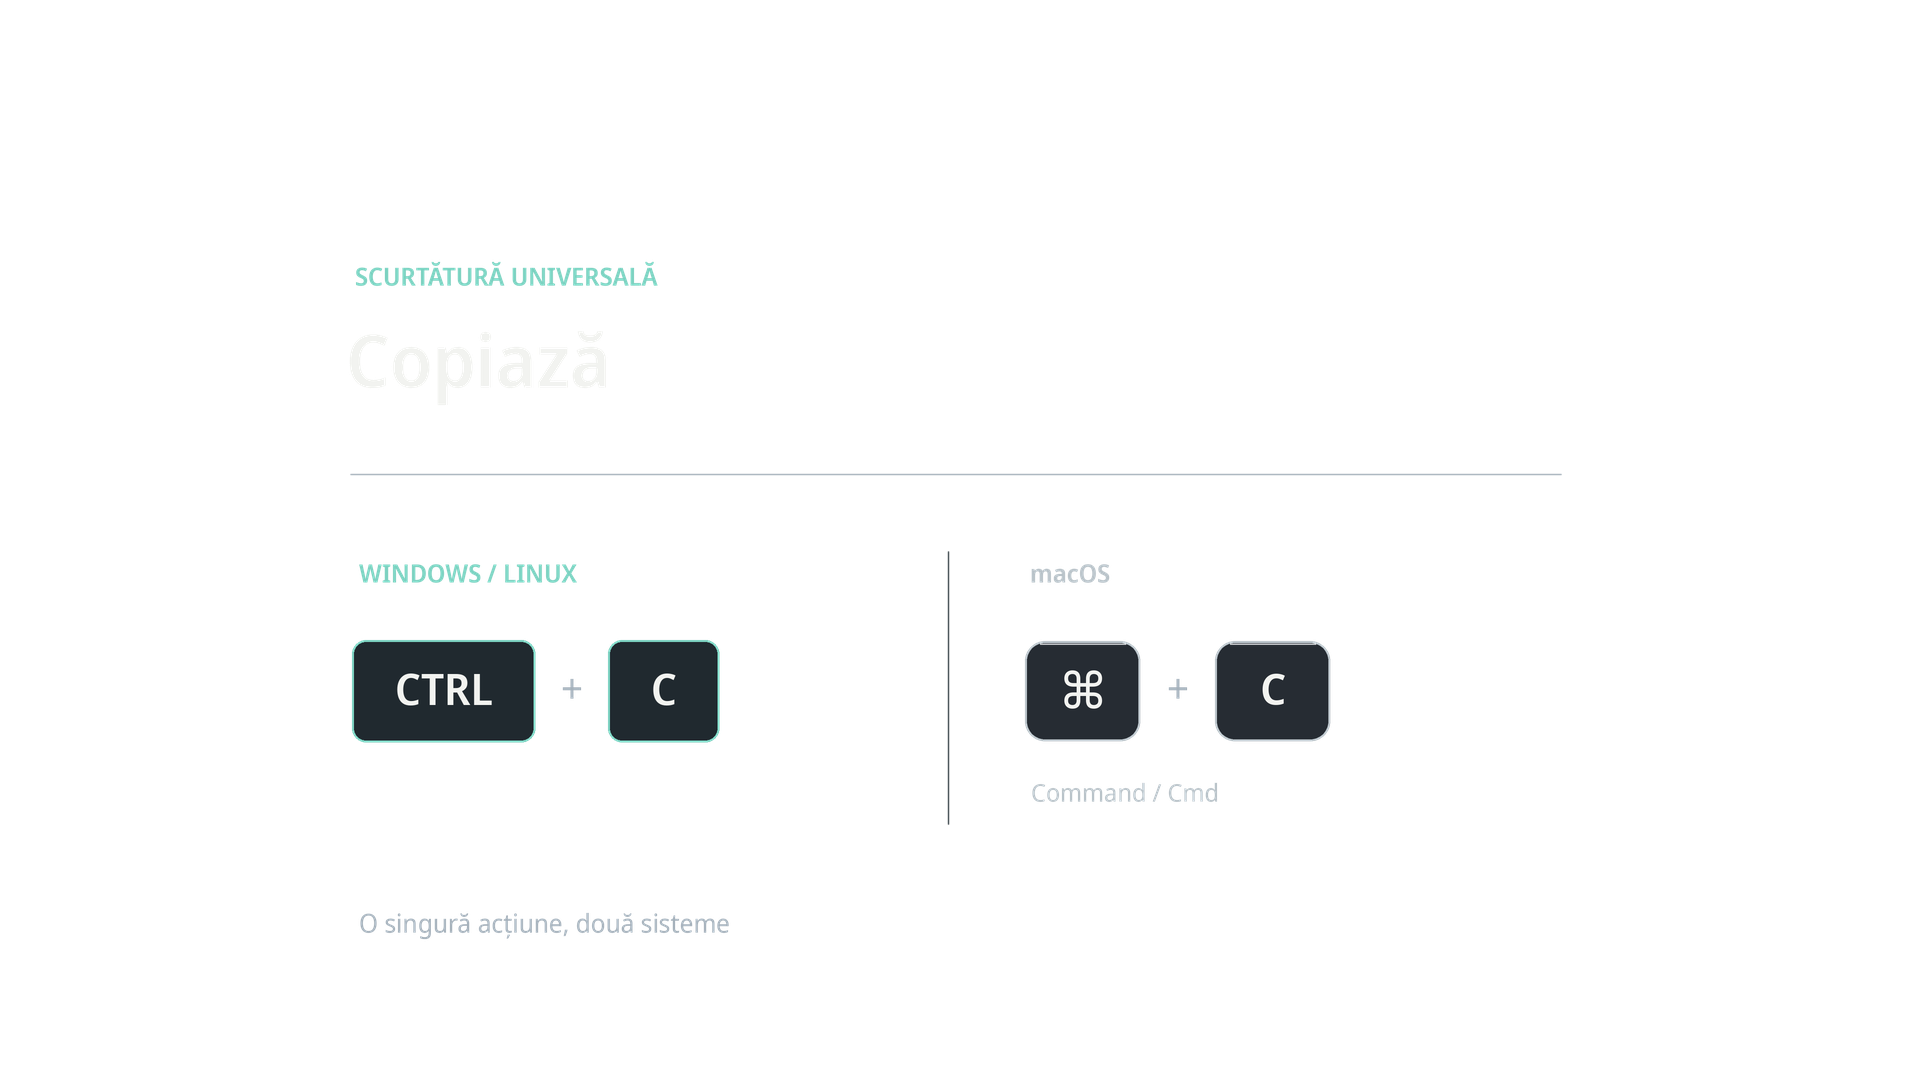 SCURTĂTURĂ UNIVERSALĂ
Copiază
WINDOWS / LINUX
CTRL + C
macOS
⌘ + C
Command / Cmd
O singură acțiune, două sisteme